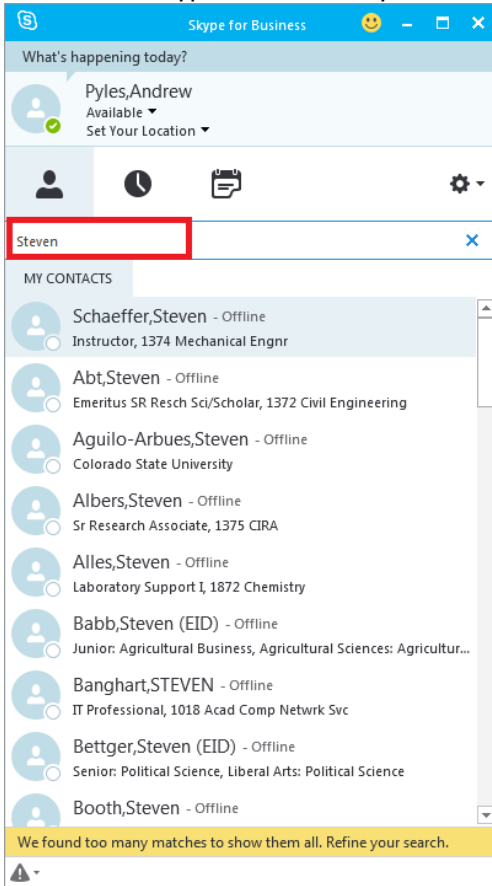 Skype for Business
What's happening today?
Pyles,Andrew
Available
Set Your Location
Steven
MY CONTACTS
Schaeffer,Steven - Offline
Instructor, 1374 Mechanical Engnr
Abt,Steven - Offline
Emeritus SR Resch Sci/Scholar, 1372 Civil Engineering
Aguilo-Arbues,Steven - Offline
Colorado State University
Albers,Steven - Offline
Sr Research Associate, 1375 CIRA
Alles,Steven - Offline
Laboratory Support I, 1872 Chemistry
Babb,Steven (EID) - Offline
Junior: Agricultural Business, Agricultural Sciences: Agricultur...
Banghart,STEVEN - Offline
IT Professional, 1018 Acad Comp Netwrk Svc
Bettger,Steven (EID) - Offline
Senior: Political Science, Liberal Arts: Political Science
Booth,Steven - Offline
We found too many matches to show them all. Refine your search.